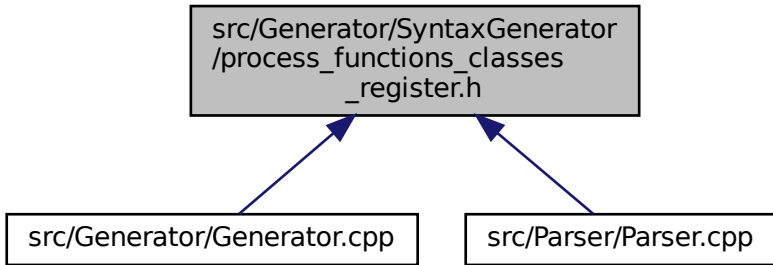 src/Generator/SyntaxGenerator
/process_functions_classes
_register.h
src/Generator/Generator.cpp
src/Parser/Parser.cpp